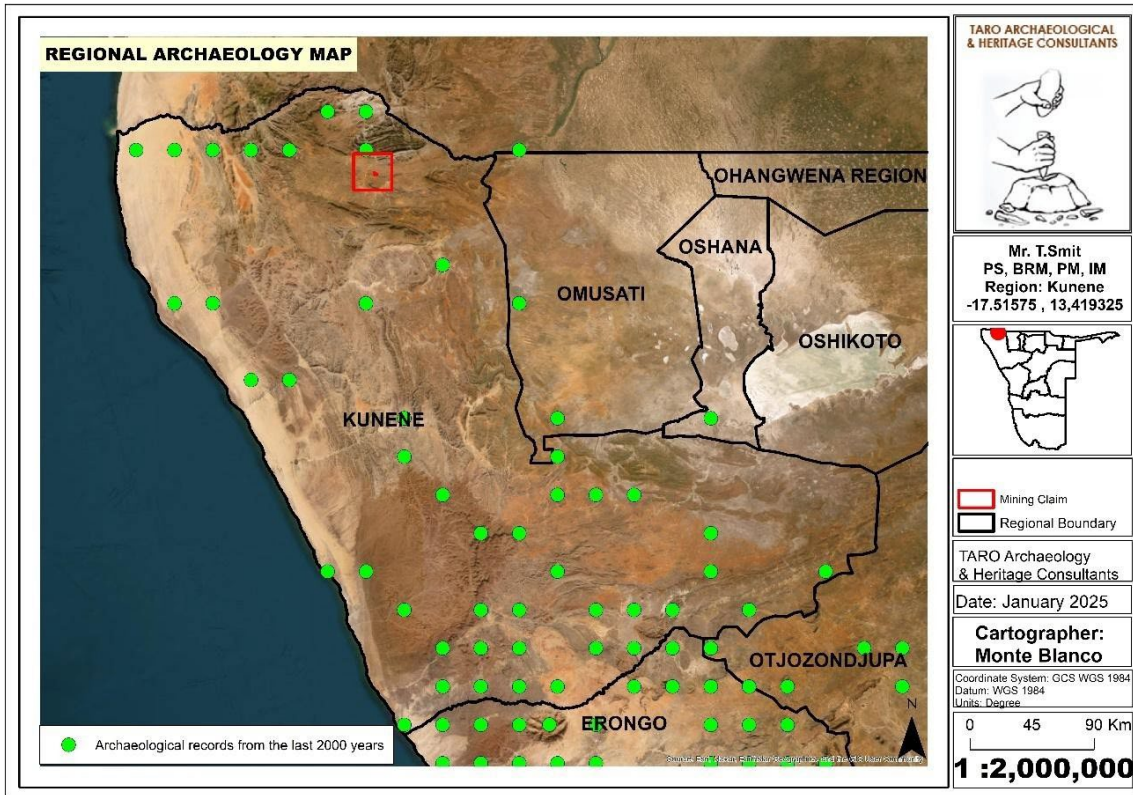 REGIONAL ARCHAEOLOGY MAP
OHANGWENA REGION
OSHANA
OMUSATI
OSHIKOTO
KUNENE
OTJOZONDJUPA
ERONGO
N
Archaeological records from the last 2000 years
TARO ARCHAEOLOGICAL
& HERITAGE CONSULTANTS
Mr. T.Smit
PS, BRM, PM, IM
Region: Kunene
-17.51575 , 13,419325
Mining Claim
Regional Boundary
TARO Archaeology
& Heritage Consultants
Date: January 2025
Cartographer:
Monte Blanco
Coordinate System: GCS WGS 1984
Datum: WGS 1984
Units: Degree
0 45 90 Km
1 :2,000,000